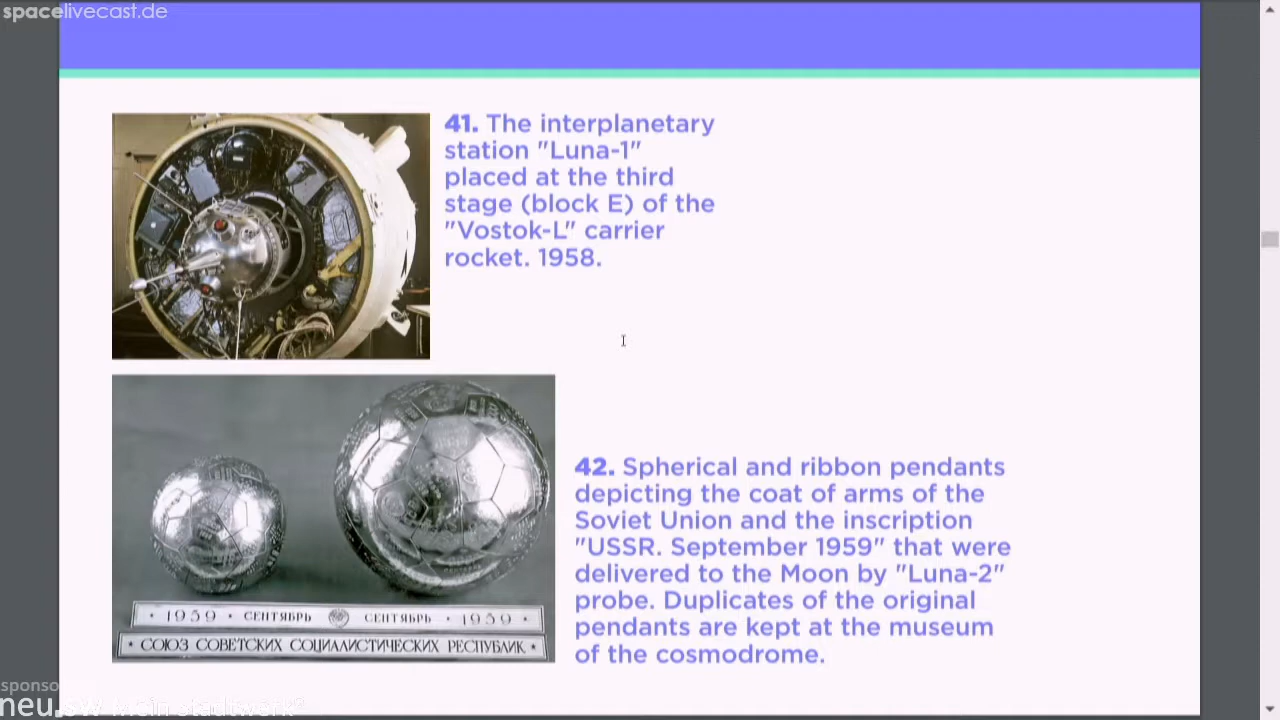 spacelivecast.de
41. The interplanetary
station "Luna-1"
placed at the third
stage (block E) of the
"Vostok-L" carrier
rocket. 1958.
42. Spherical and ribbon pendants
depicting the coat of arms of the
Soviet Union and the inscription
"USSR. September 1959" that were
delivered to the Moon by "Luna-2"
probe. Duplicates of the original
pendants are kept at the museum
of the cosmodrome.
· 1959 · СЕНТЯБРЬ СЕНТЯБРЬ · 1959 ·
* СОЮЗ СОВЕТСКИХ СОЦИАЛИСТИЧЕСКИХ РЕСПУБЛИК *
sponso
neu.sw